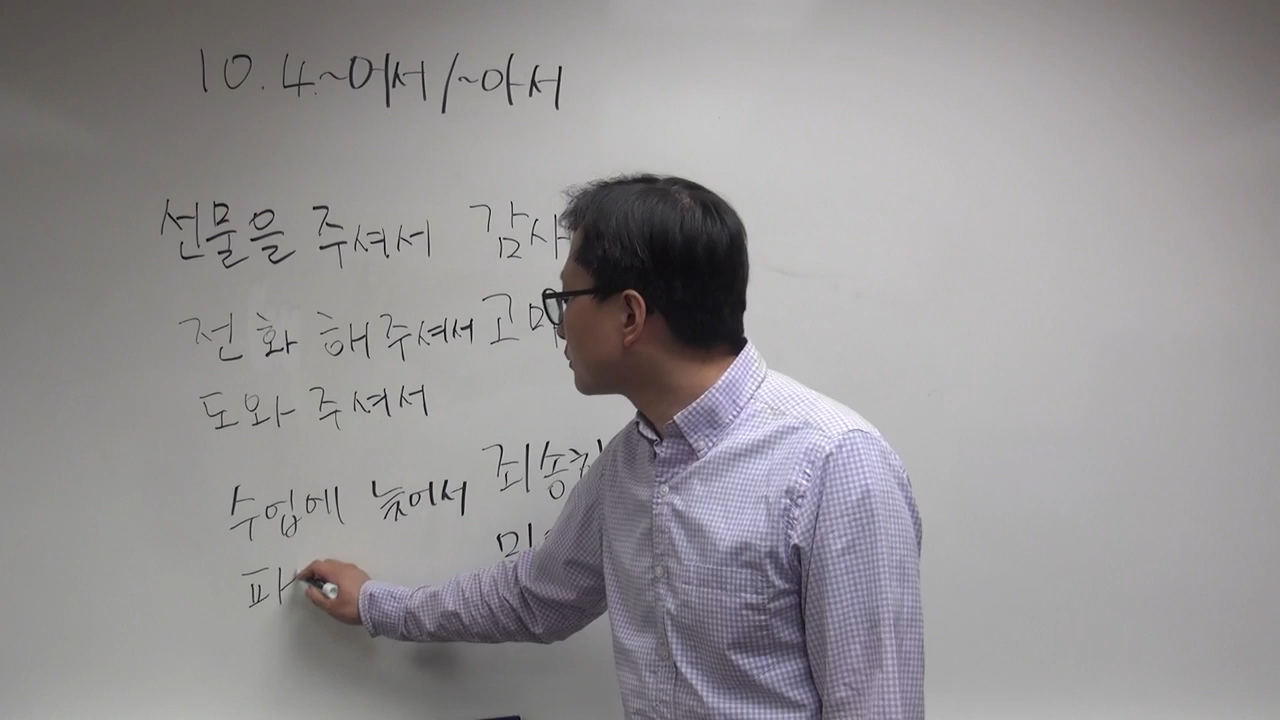 10.4.~어서/~아서
선물을 주셔서 감사
전화 해주셔서 고마
도와주셔서
수업에 늦어서 죄송
파